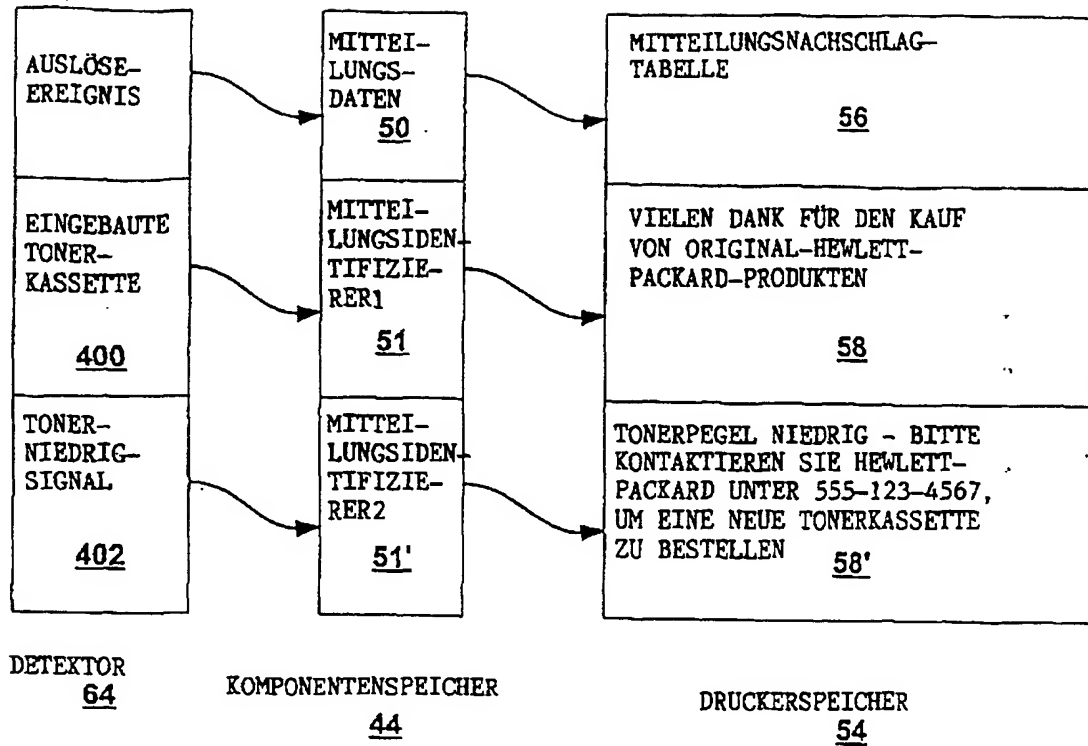 AUSLÖSE-
EREIGNIS
MITTEI-
LUNGS-
DATEN
50
MITTEILUNGSNACHSCHLAG-
TABELLE
56
EINGEBAUTE
TONER-
KASSETTE
400
MITTEI-
LUNGSIDEN-
TIFIZIE-
RER1
51
VIELEN DANK FÜR DEN KAUF
VON ORIGINAL-HEWLETT-
PACKARD-PRODUKTEN
58
TONER-
NIEDRIG-
SIGNAL
402
MITTEI-
LUNGSIDEN-
TIFIZIE-
RER2
51'
TONERPEGEL NIEDRIG - BITTE
KONTAKTIEREN SIE HEWLETT-
PACKARD UNTER 555-123-4567,
UM EINE NEUE TONERKASSETTE
ZU BESTELLEN
58'
DETEXTOR
64
KOMPONENTENSPEICHER
44
DRUCKERSPEICHER
54